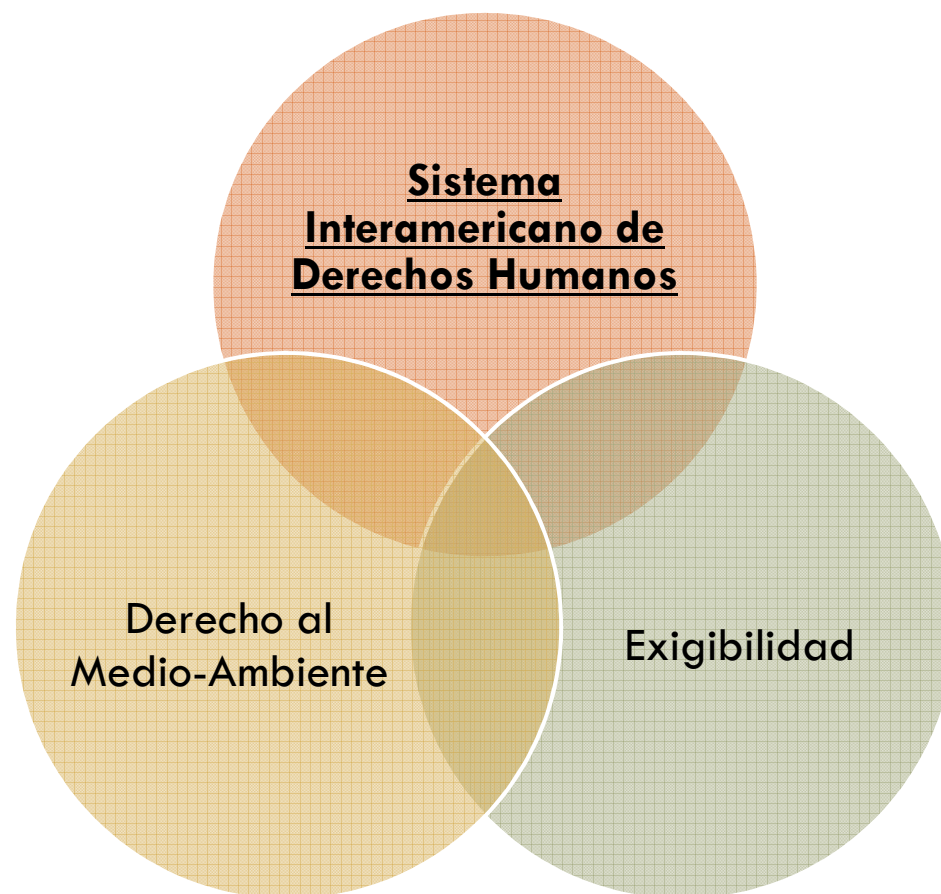 Sistema
Interamericano de
Derechos Humanos
Derecho al
Medio-Ambiente
Exigibilidad